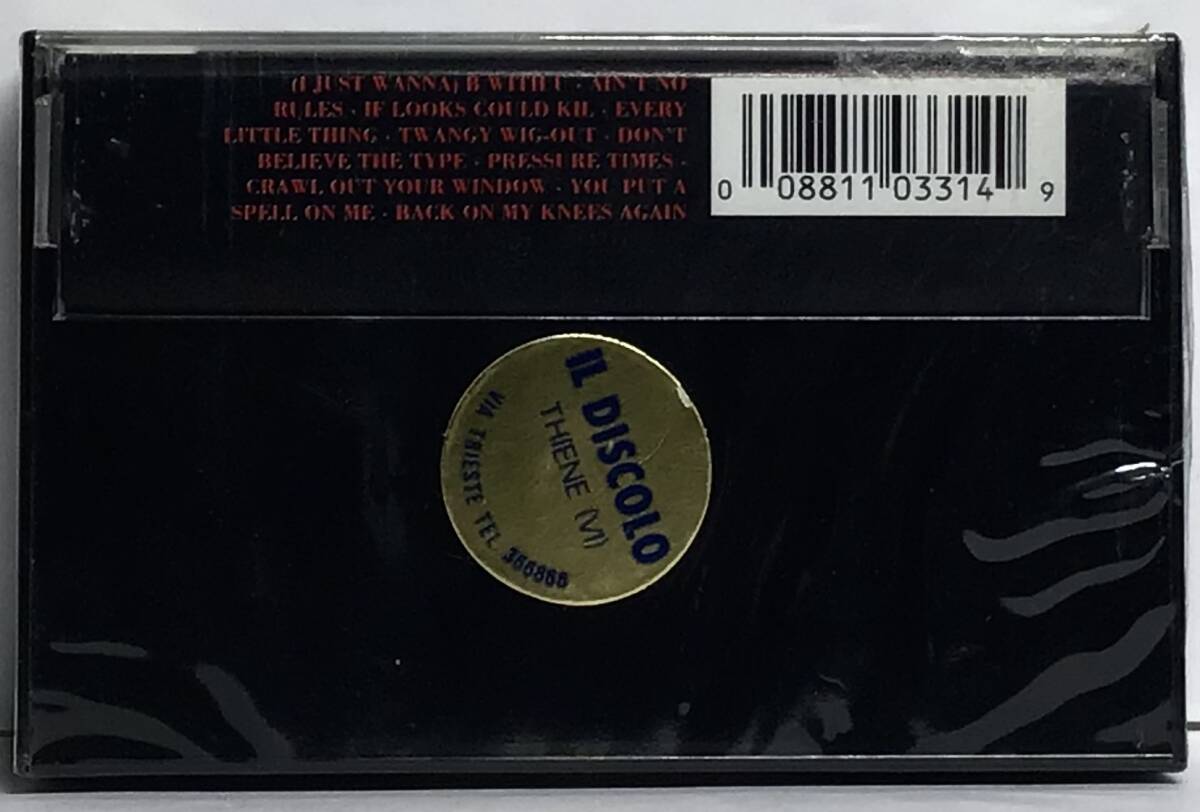 (I JUST WANNA) B WITH U · AIN'T NO
RULES · IF LOOKS COULD KIL · EVERY
LITTLE THING · TWANGY WIG-OUT · DON'T
BELIEVE THE TYPE · PRESSURE TIMES ·
CRAWL OUT YOUR WINDOW · YOU PUT A
SPELL ON ME · BACK ON MY KNEES AGAIN
0 08811 03314 9
IL DISCOLO
THIENE (VI)
VIA TRIESTE TEL. 366866